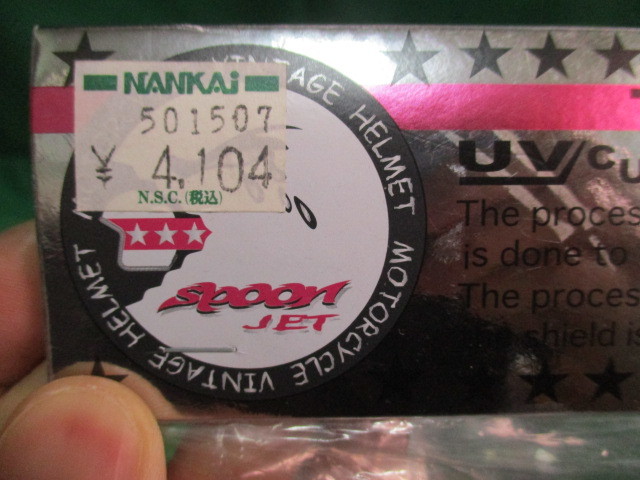 NANKAi
501507
¥ 4,104
N.S.C.(税込)
VINTAGE HELMET MOTORCYCLE VINTAGE HELMET
spoon
JET
UV/CU
The proces
is done to
The proces
shield is